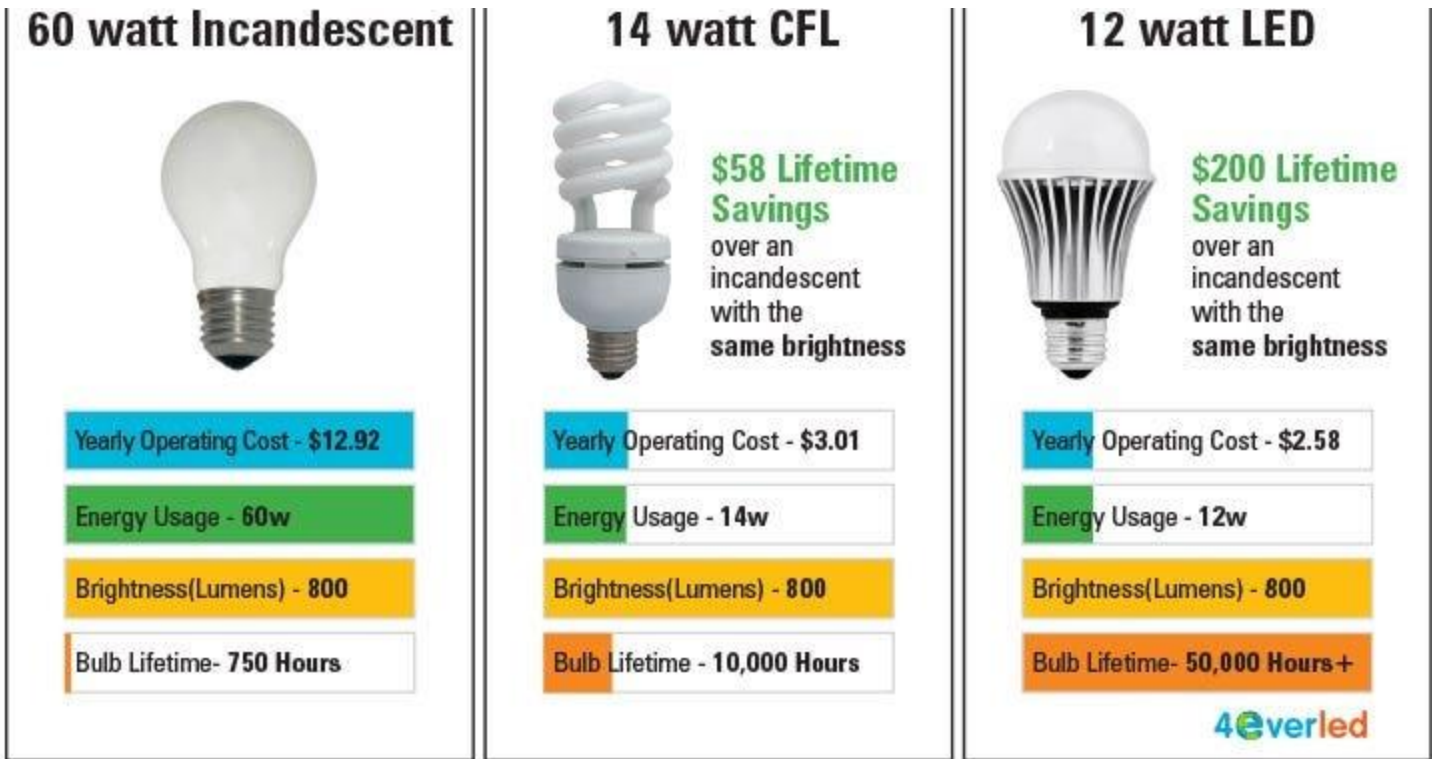 60 watt Incandescent
Yearly Operating Cost - $12.92
Energy Usage - 60w
Brightness(Lumens) - 800
Bulb Lifetime- 750 Hours
14 watt CFL
$58 Lifetime
Savings
over an
incandescent
with the
same brightness
Yearly Operating Cost - $3.01
Energy Usage - 14w
Brightness(Lumens) - 800
Bulb Lifetime - 10,000 Hours
12 watt LED
$200 Lifetime
Savings
over an
incandescent
with the
same brightness
Yearly Operating Cost - $2.58
Energy Usage - 12w
Brightness(Lumens) - 800
Bulb Lifetime- 50,000 Hours+
4everled